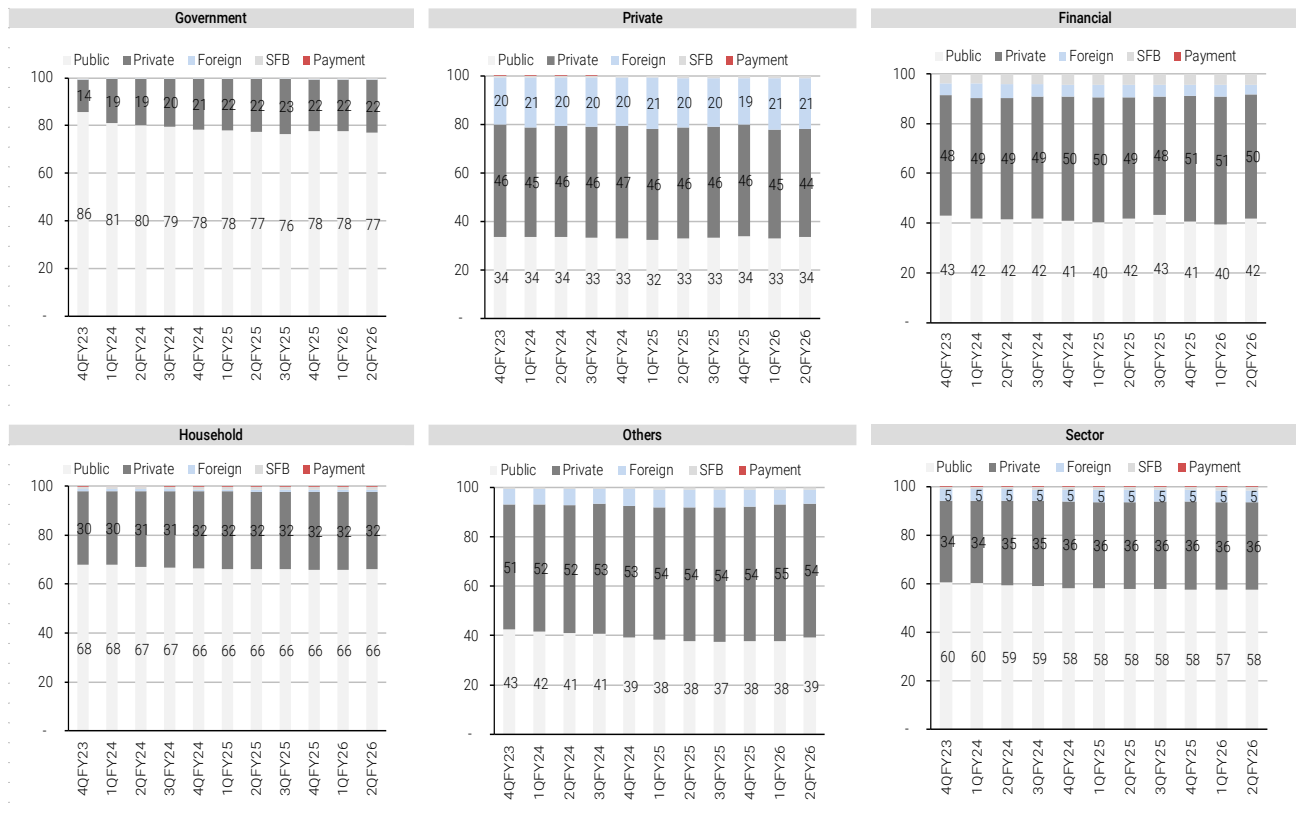 Government
Public Private Foreign SFB Payment
100
80
60
40
20
-
14 19 19 20 21 22 22 23 22 22 22
86 81 80 79 78 78 77 76 78 78 77
4QFY23 1QFY24 2QFY24 3QFY24 4QFY24 1QFY25 2QFY25 3QFY25 4QFY25 1QFY26 2QFY26
Private
Public Private Foreign SFB Payment
100
80
60
40
20
-
20 21 20 20 20 21 20 20 19 21 21
46 45 46 46 47 46 46 46 46 45 44
34 34 34 33 33 32 33 33 34 33 34
4QFY23 1QFY24 2QFY24 3QFY24 4QFY24 1QFY25 2QFY25 3QFY25 4QFY25 1QFY26 2QFY26
Financial
Public Private Foreign SFB Payment
100
80
60
40
20
-
48 49 49 49 50 50 49 48 51 51 50
43 42 42 42 41 40 42 43 41 40 42
4QFY23 1QFY24 2QFY24 3QFY24 4QFY24 1QFY25 2QFY25 3QFY25 4QFY25 1QFY26 2QFY26
Household
Public Private Foreign SFB Payment
100
80
60
40
20
-
30 30 31 31 32 32 32 32 32 32 32
68 68 67 67 66 66 66 66 66 66 66
4QFY23 1QFY24 2QFY24 3QFY24 4QFY24 1QFY25 2QFY25 3QFY25 4QFY25 1QFY26 2QFY26
Others
Public Private Foreign SFB Payment
100
80
60
40
20
-
51 52 52 53 53 54 54 54 54 55 54
43 42 41 41 39 38 38 37 38 38 39
4QFY23 1QFY24 2QFY24 3QFY24 4QFY24 1QFY25 2QFY25 3QFY25 4QFY25 1QFY26 2QFY26
Sector
Public Private Foreign SFB Payment
100
80
60
40
20
-
5 5 5 5 5 5 5 5 5 5 5
34 34 35 35 36 36 36 36 36 36 36
60 60 59 59 58 58 58 58 58 57 58
4QFY23 1QFY24 2QFY24 3QFY24 4QFY24 1QFY25 2QFY25 3QFY25 4QFY25 1QFY26 2QFY26